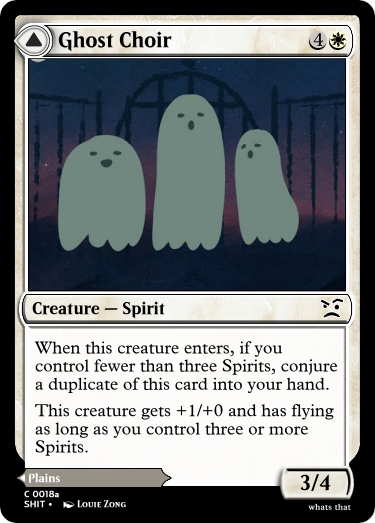 Ghost Choir 4
Creature — Spirit
When this creature enters, if you
control fewer than three Spirits, conjure
a duplicate of this card into your hand.
This creature gets +1/+0 and has flying
as long as you control three or more
Spirits.
Plains
3/4
C 0018a
SHIT • Louie Zong
whats that